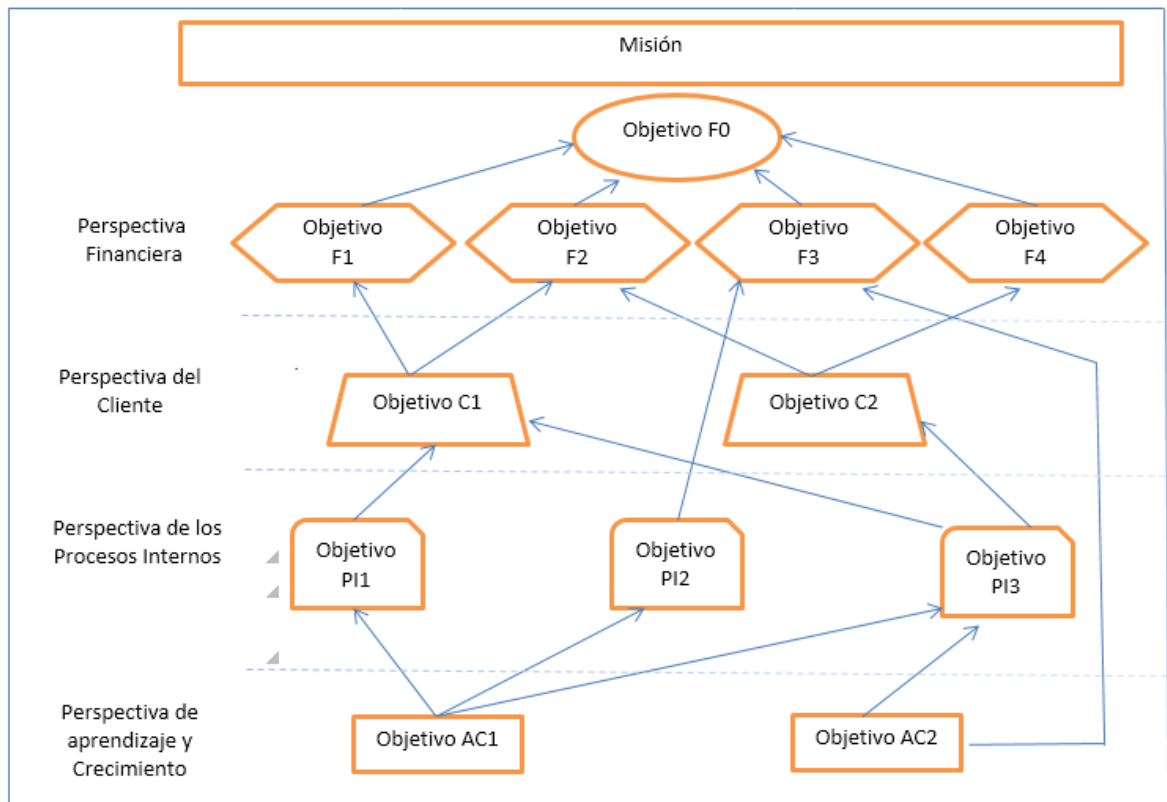 Misión
Objetivo F0
Perspectiva
Financiera
Objetivo
F1
Objetivo
F2
Objetivo
F3
Objetivo
F4
Perspectiva del
Cliente
Objetivo C1
Objetivo C2
Perspectiva de los
Procesos Internos
Objetivo
PI1
Objetivo
PI2
Objetivo
PI3
Perspectiva de
aprendizaje y
Crecimiento
Objetivo AC1
Objetivo AC2